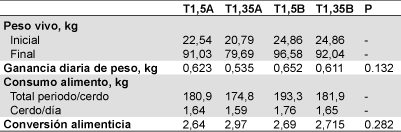 T1,5A T1,35A T1,5B T1,35B P
Peso vivo, kg
Inicial 22,54 20,79 24,86 24,86 -
Final 91,03 79,69 96,58 92,04 -
Ganancia diaria de peso, kg 0,623 0,535 0,652 0,611 0.132
Consumo alimento, kg
Total periodo/cerdo 180,9 174,8 193,3 181,9 -
Cerdo/día 1,64 1,59 1,76 1,65 -
Conversión alimenticia 2,64 2,97 2,69 2,715 0.282